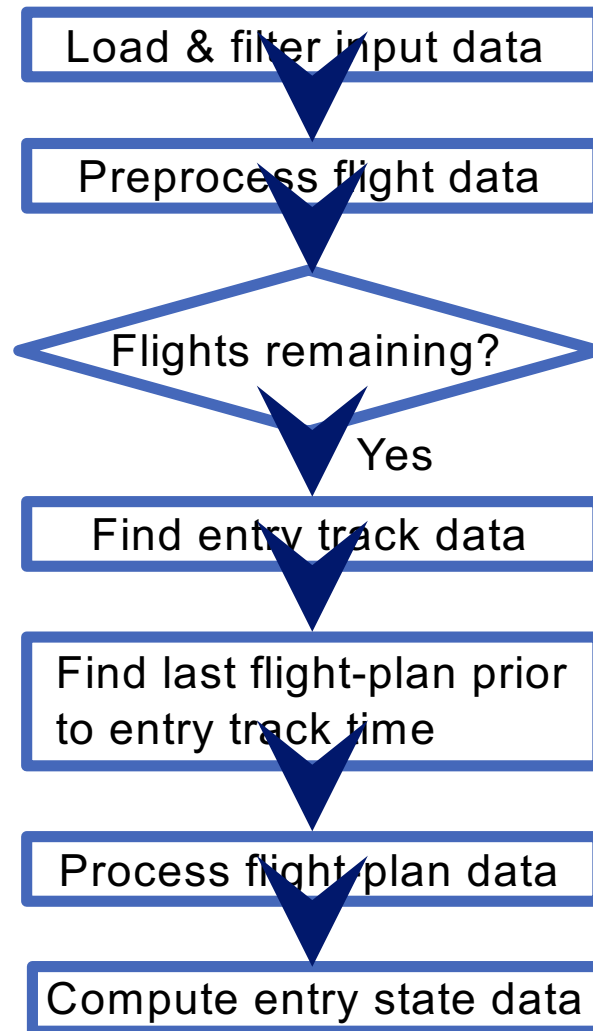 Load & filter input data
Preprocess flight data
Flights remaining?
Yes
Find entry track data
Find last flight-plan prior
to entry track time
Process flight-plan data
Compute entry state data